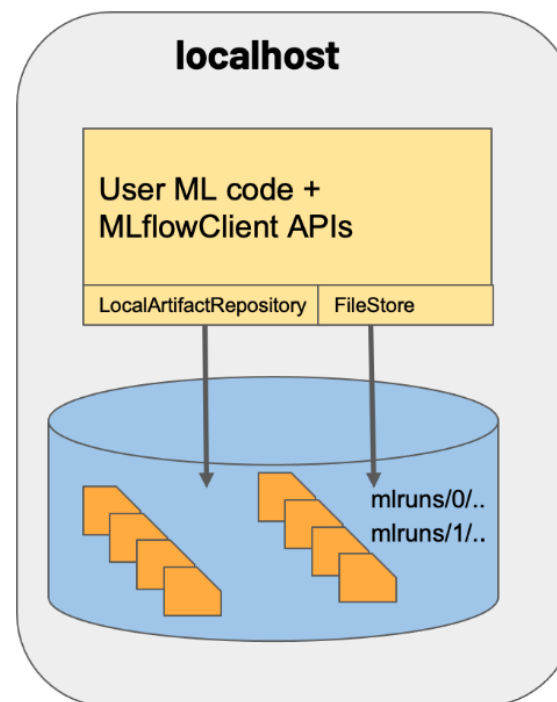 localhost
User ML code +
MLflowClient APIs
LocalArtifactRepository
FileStore
mlruns/0/..
mlruns/1/..